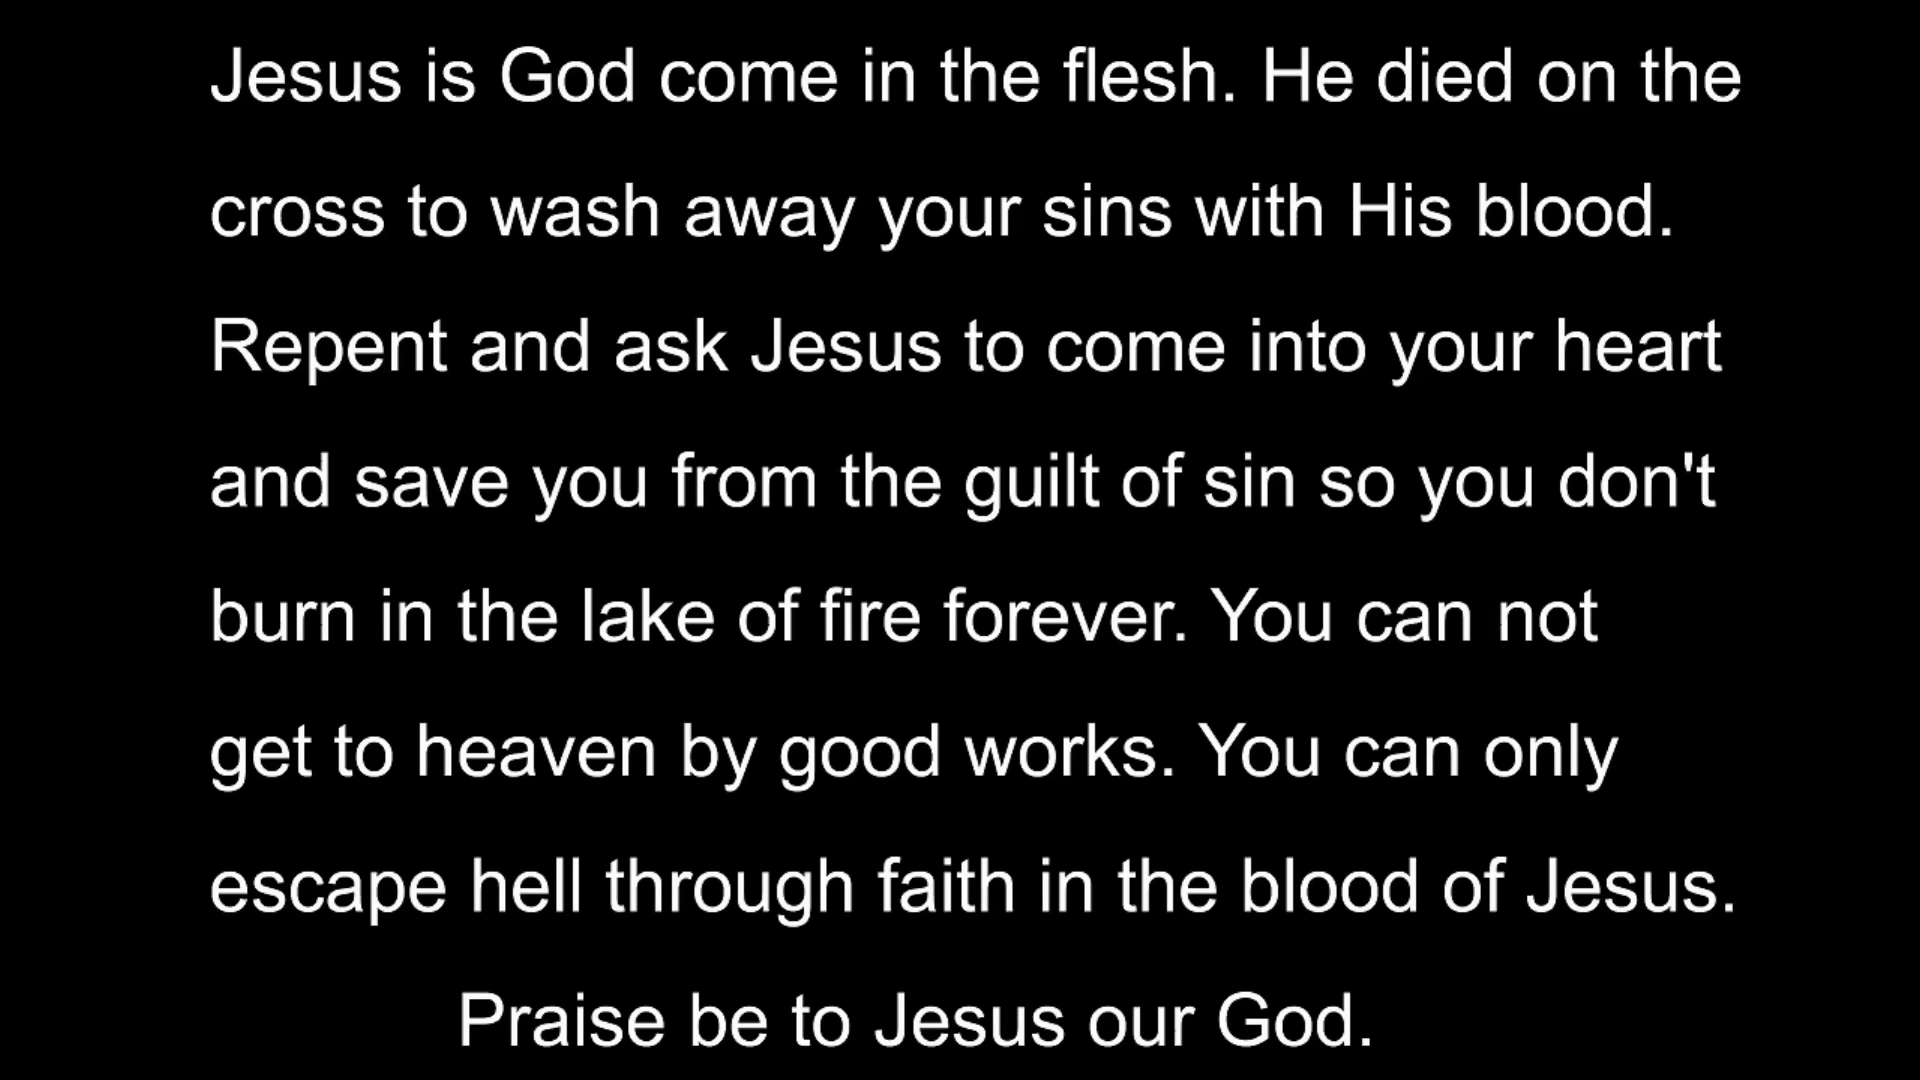 Jesus is God come in the flesh. He died on the
cross to wash away your sins with His blood.
Repent and ask Jesus to come into your heart
and save you from the guilt of sin so you don't
burn in the lake of fire forever. You can not
get to heaven by good works. You can only
escape hell through faith in the blood of Jesus.
Praise be to Jesus our God.